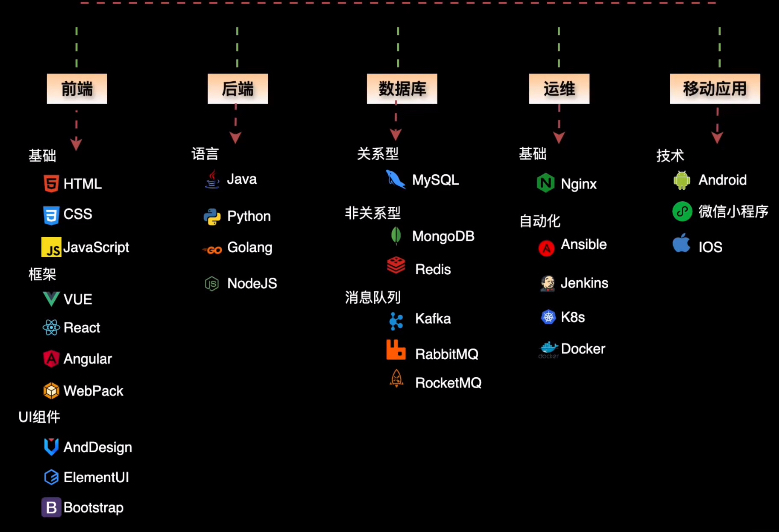 前端
基础
HTML
CSS
JavaScript
框架
VUE
React
Angular
WebPack
UI组件
AndDesign
ElementUI
Bootstrap
后端
语言
Java
Python
Golang
NodeJS
数据库
关系型
MySQL
非关系型
MongoDB
Redis
消息队列
Kafka
RabbitMQ
RocketMQ
运维
基础
Nginx
自动化
Ansible
Jenkins
K8s
Docker
移动应用
技术
Android
微信小程序
IOS